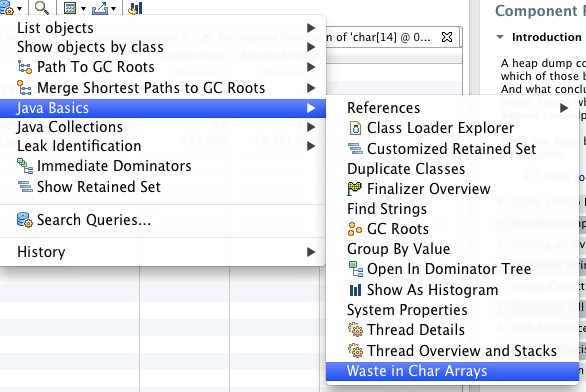 Component R
n of 'char[14] @ 0...
List objects
Show objects by class
Path To GC Roots
Merge Shortest Paths to GC Roots
Java Basics
Java Collections
Leak Identification
Immediate Dominators
Show Retained Set
Search Queries...
History
Introduction
A heap dump co
which of those b
And what conclu
References
Class Loader Explorer
Customized Retained Set
Duplicate Classes
Finalizer Overview
Find Strings
GC Roots
Group By Value
Open In Dominator Tree
Show As Histogram
System Properties
Thread Details
Thread Overview and Stacks
Waste in Char Arrays